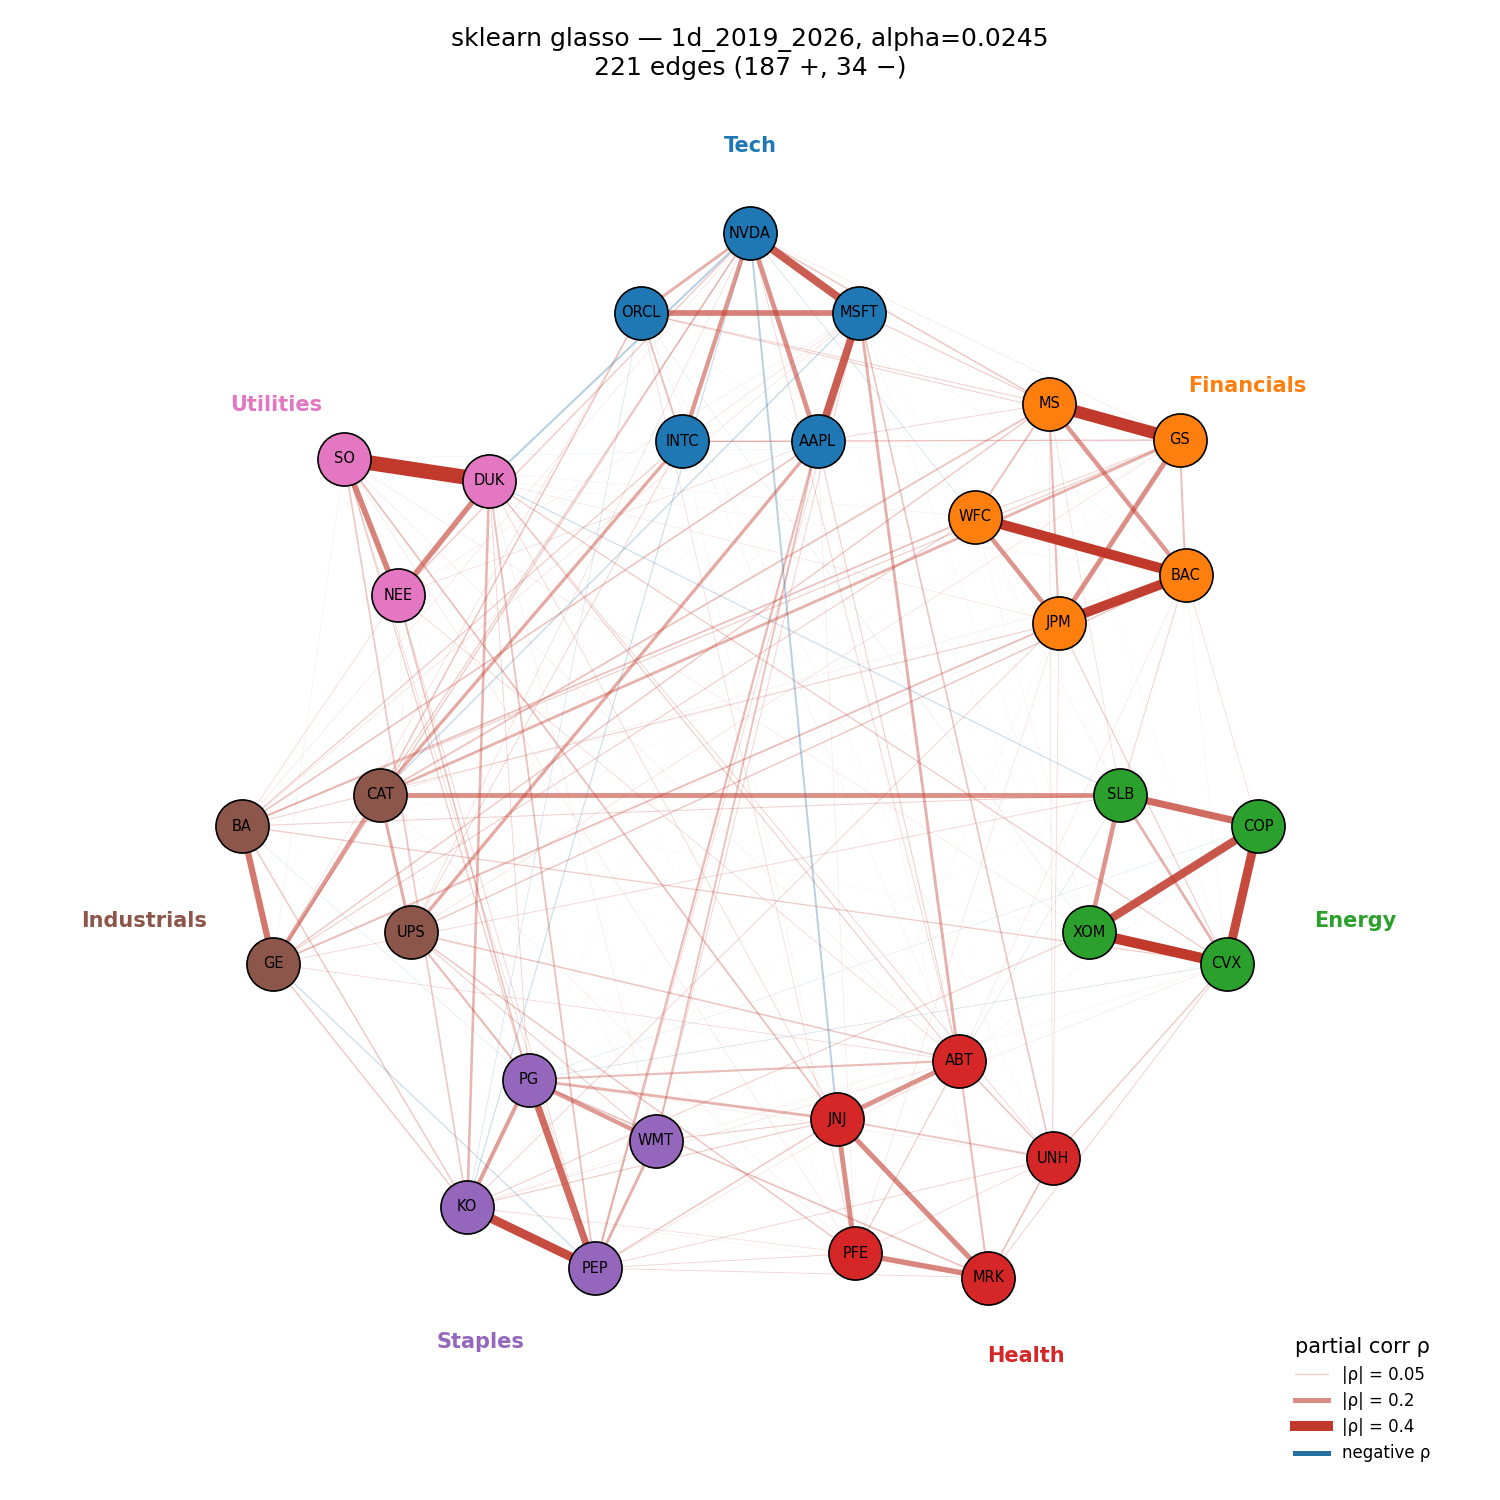 sklearn glasso — 1d_2019_2026, alpha=0.0245
221 edges (187 +, 34 −)
Tech
NVDA
ORCL
MSFT
Financials
Utilities
MS
GS
INTC
AAPL
SO
DUK
WFC
BAC
NEE
JPM
CAT
SLB
BA
COP
Industrials
Energy
UPS
XOM
GE
CVX
ABT
PG
JNJ
WMT
UNH
KO
PFE
PEP
MRK
Staples
Health
partial corr ρ
|ρ| = 0.05
|ρ| = 0.2
|ρ| = 0.4
negative ρ